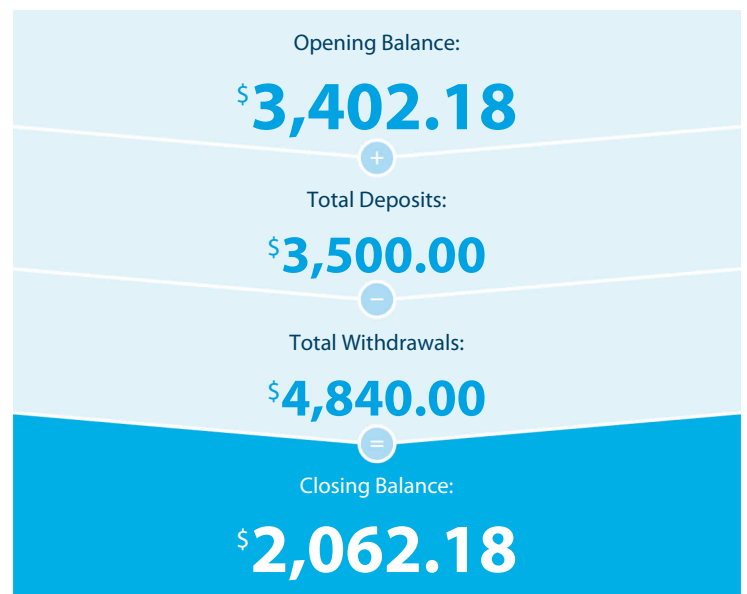 Opening Balance:
$3,402.18
+
Total Deposits:
$3,500.00
−
Total Withdrawals:
$4,840.00
=
Closing Balance:
$2,062.18